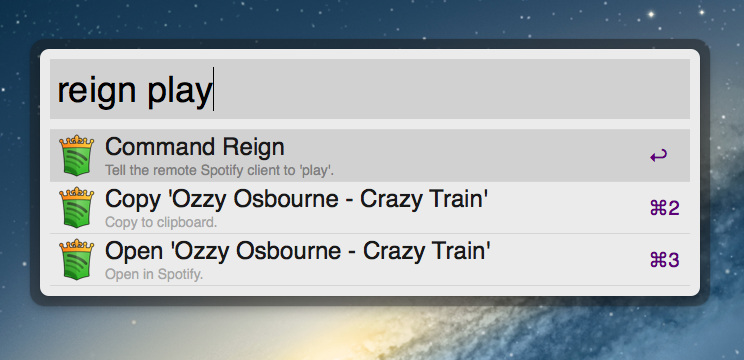 reign play
Command Reign
Tell the remote Spotify client to 'play'.
↩
Copy 'Ozzy Osbourne - Crazy Train'
Copy to clipboard.
⌘2
Open 'Ozzy Osbourne - Crazy Train'
Open in Spotify.
⌘3